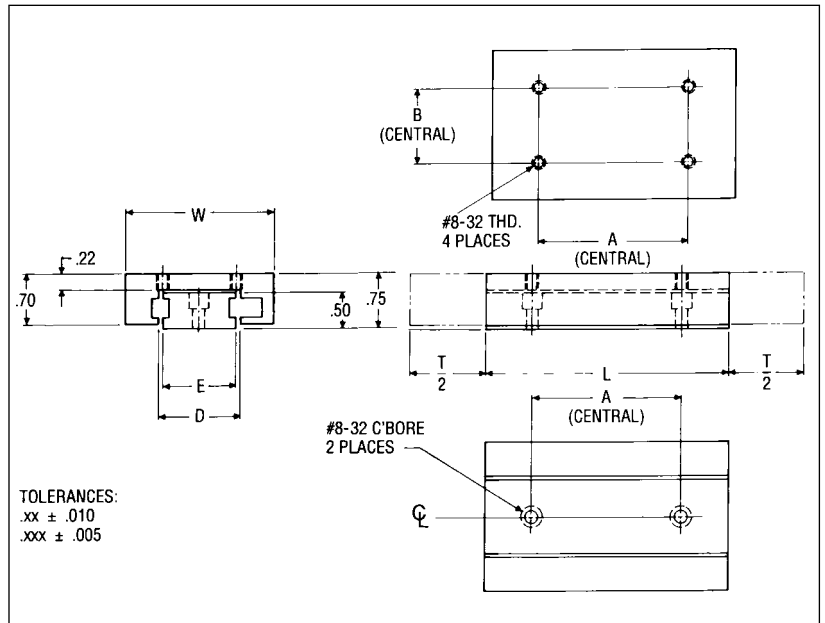 B
(CENTRAL)
#8-32 THD.
4 PLACES
A
(CENTRAL)
W
.22
.70
.50
.75
E
D
T
2
L
T
2
A
(CENTRAL)
#8-32 C'BORE
2 PLACES
℄
TOLERANCES:
.xx ± .010
.xxx ± .005